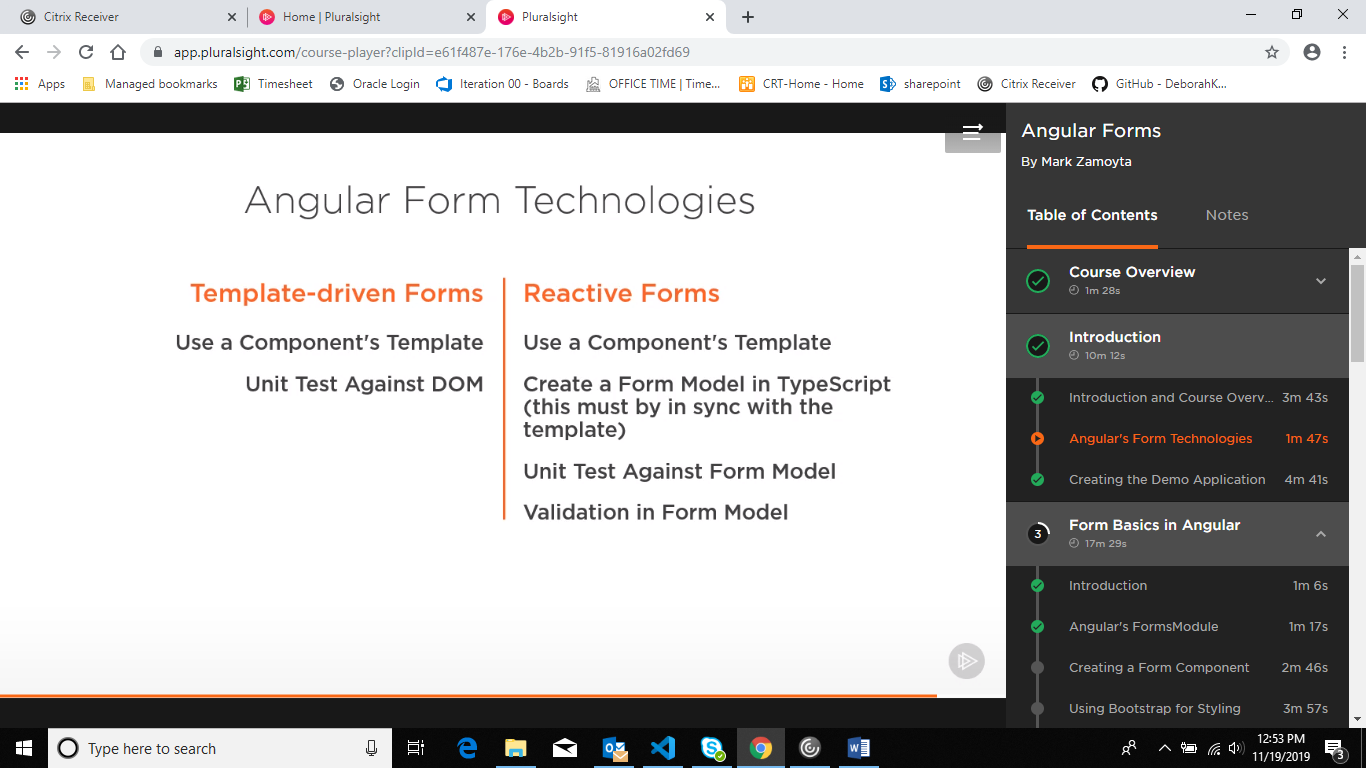 Citrix Receiver
Home | Pluralsight
Pluralsight
app.pluralsight.com/course-player?clipId=e61f487e-176e-4b2b-91f5-81916a02fd69
Apps
Managed bookmarks
Timesheet
Oracle Login
Iteration 00 - Boards
OFFICE TIME | Time...
CRT-Home - Home
sharepoint
Citrix Receiver
GitHub - DeborahK...
Angular Form Technologies
Template-driven Forms
Use a Component's Template
Unit Test Against DOM
Reactive Forms
Use a Component's Template
Create a Form Model in TypeScript
(this must by in sync with the
template)
Unit Test Against Form Model
Validation in Form Model
Angular Forms
By Mark Zamoyta
Table of Contents
Notes
Course Overview
1m 28s
Introduction
10m 12s
Introduction and Course Overv... 3m 43s
Angular's Form Technologies 1m 47s
Creating the Demo Application 4m 41s
3
Form Basics in Angular
17m 29s
Introduction 1m 6s
Angular's FormsModule 1m 17s
Creating a Form Component 2m 46s
Using Bootstrap for Styling 3m 57s
Type here to search
12:53 PM
11/19/2019
3